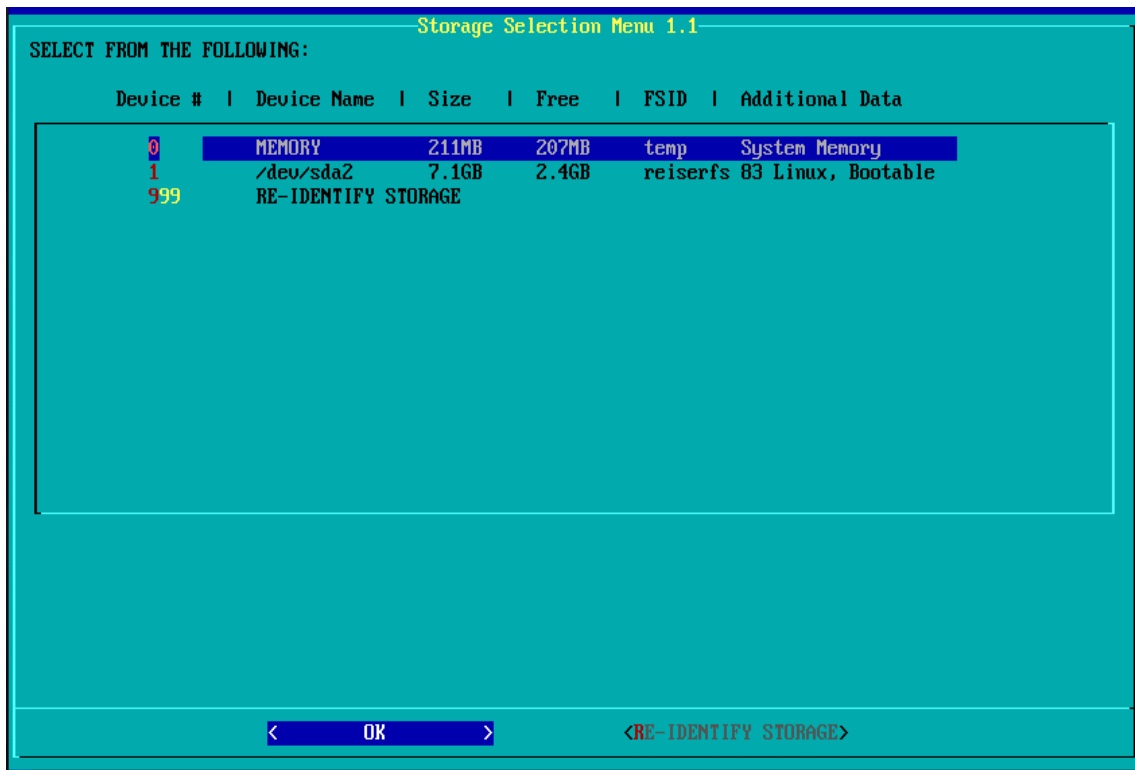 Storage Selection Menu 1.1
SELECT FROM THE FOLLOWING:
Device # | Device Name | Size | Free | FSID | Additional Data
0 MEMORY 211MB 207MB temp System Memory
1 /dev/sda2 7.1GB 2.4GB reiserfs 83 Linux, Bootable
999 RE-IDENTIFY STORAGE
< OK > <RE-IDENTIFY STORAGE>